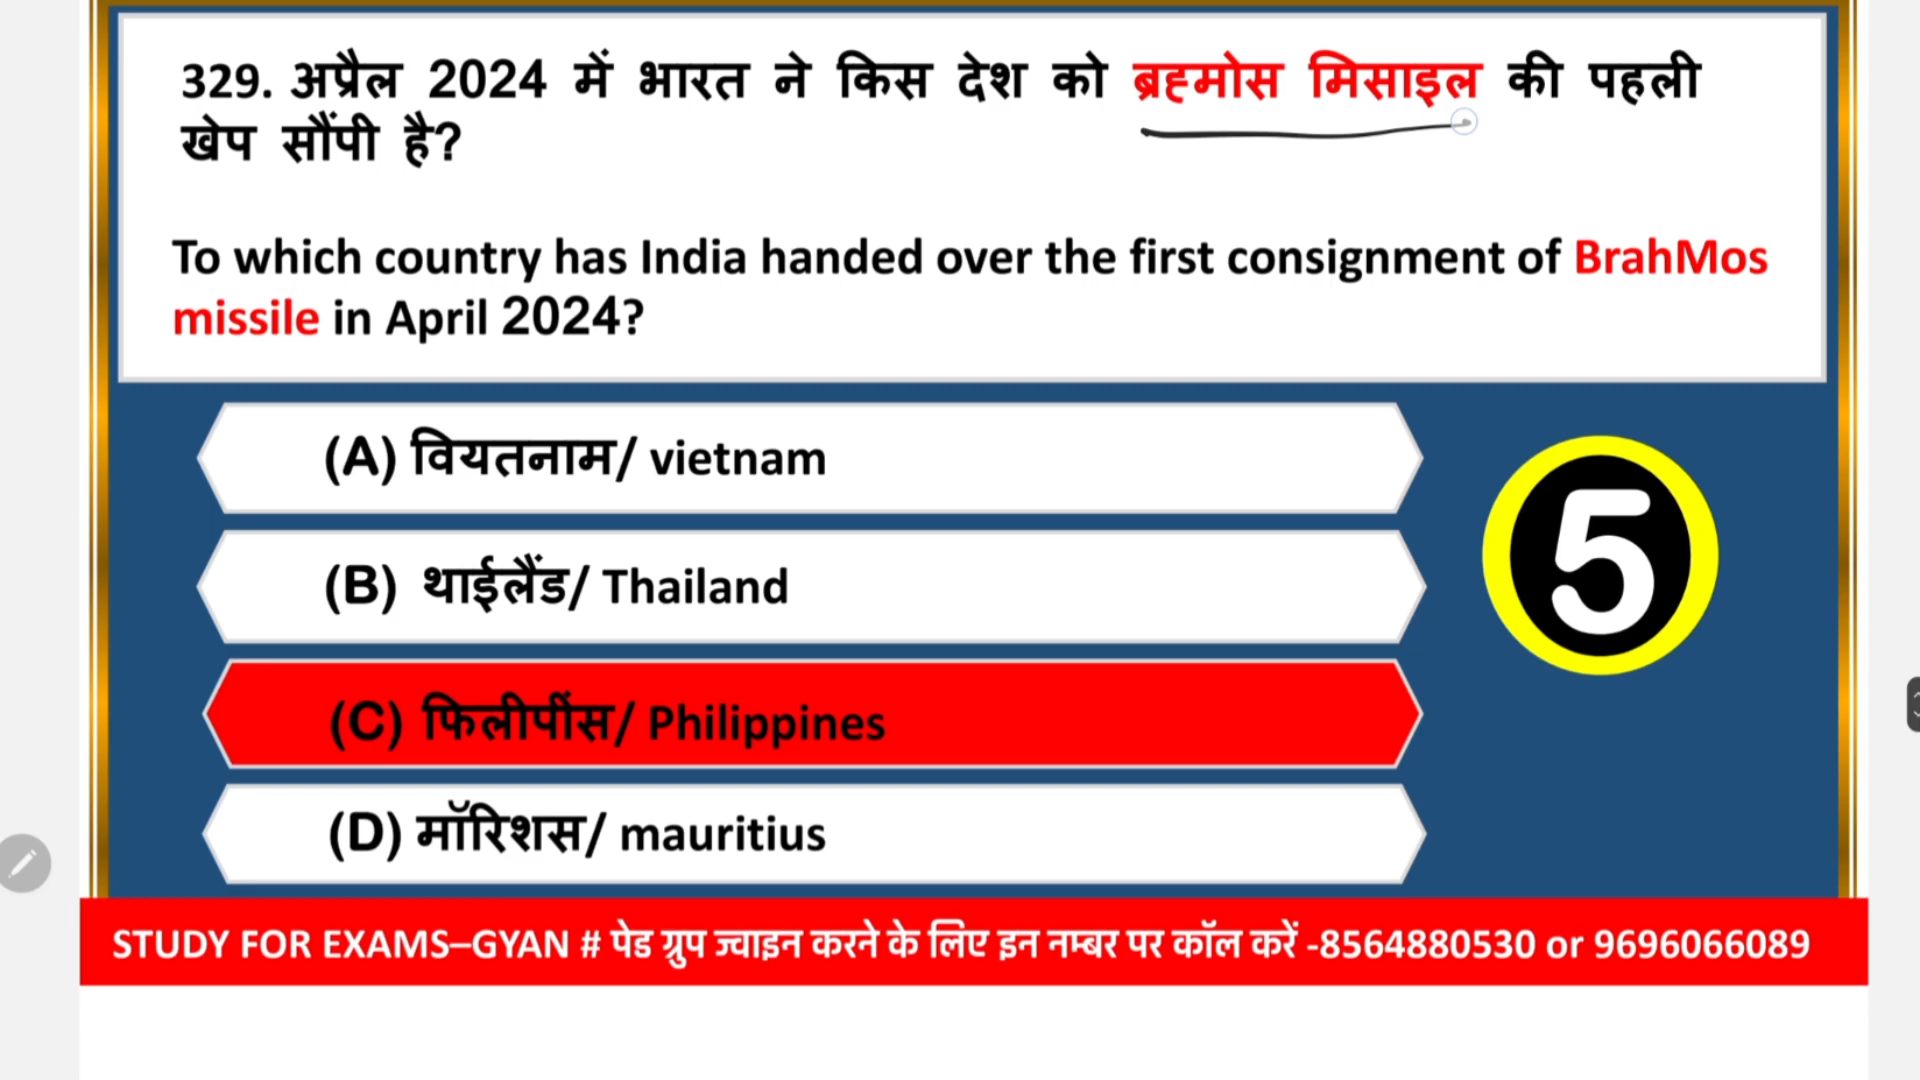 329. अप्रैल 2024 में भारत ने किस देश को ब्रह्मोस मिसाइल की पहली
खेप सौंपी है?
To which country has India handed over the first consignment of BrahMos
missile in April 2024?
(A) वियतनाम/ vietnam
(B) थाईलैंड/ Thailand
5
(C) फिलीपींस/ Philippines
(D) मॉरिशस/ mauritius
STUDY FOR EXAMS–GYAN # पेड ग्रुप ज्वाइन करने के लिए इन नम्बर पर कॉल करें -8564880530 or 9696066089